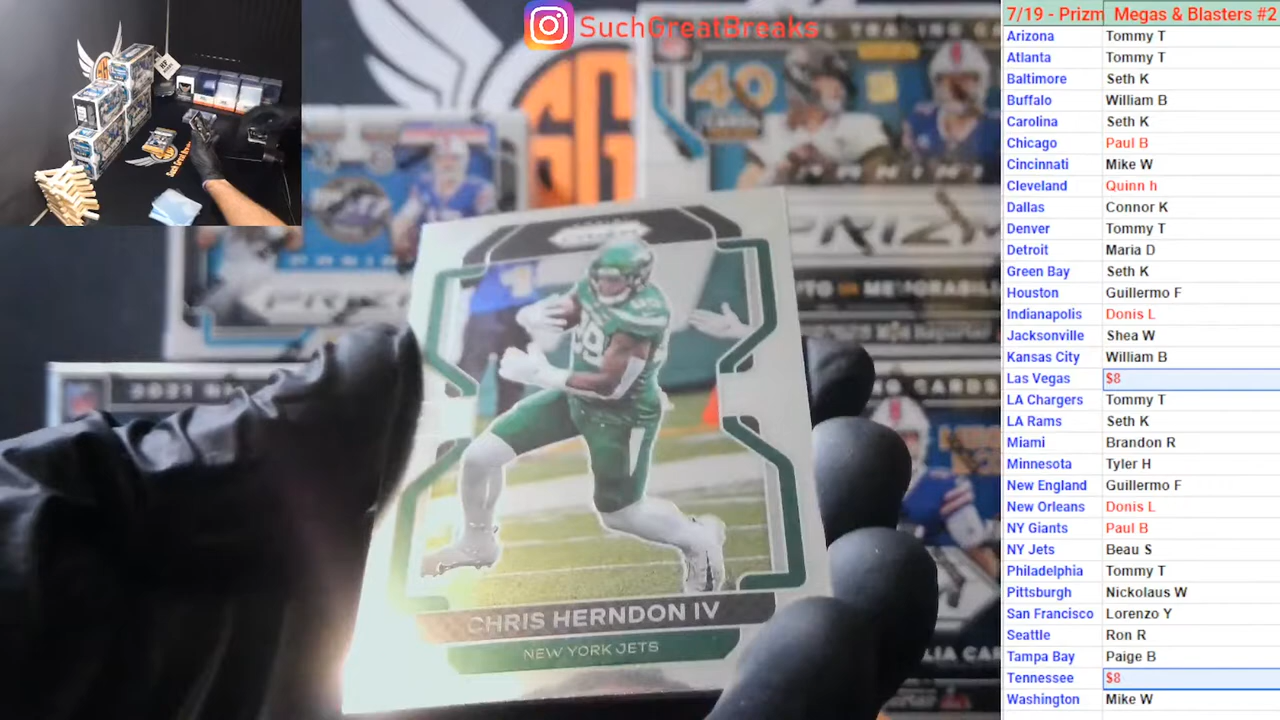 SuchGreatBreaks
40
PRIZM
2021
CHRIS HERNDON IV
NEW YORK JETS
89
7/19 - Prizm Megas & Blasters #2
Arizona Tommy T
Atlanta Tommy T
Baltimore Seth K
Buffalo William B
Carolina Seth K
Chicago Paul B
Cincinnati Mike W
Cleveland Quinn h
Dallas Connor K
Denver Tommy T
Detroit Maria D
Green Bay Seth K
Houston Guillermo F
Indianapolis Donis L
Jacksonville Shea W
Kansas City William B
Las Vegas $8
LA Chargers Tommy T
LA Rams Seth K
Miami Brandon R
Minnesota Tyler H
New England Guillermo F
New Orleans Donis L
NY Giants Paul B
NY Jets Beau S
Philadelphia Tommy T
Pittsburgh Nickolaus W
San Francisco Lorenzo Y
Seattle Ron R
Tampa Bay Paige B
Tennessee $8
Washington Mike W